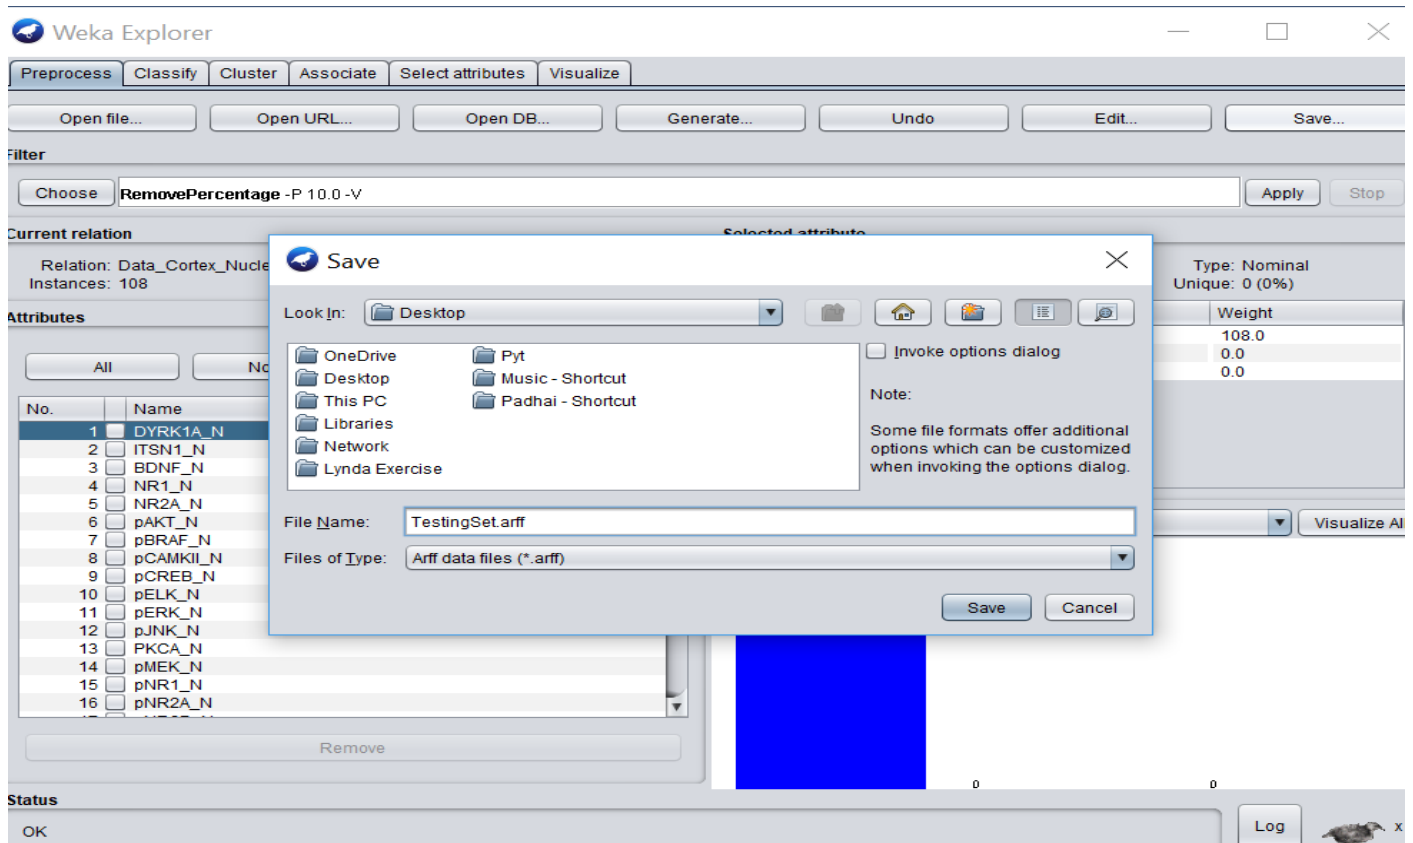 Weka Explorer
Preprocess Classify Cluster Associate Select attributes Visualize
Open file... Open URL... Open DB... Generate... Undo Edit... Save...
Filter
Choose RemovePercentage -P 10.0 -V Apply Stop
Current relation
Selected attribute
Relation: Data_Cortex_Nucle
Instances: 108
Type: Nominal
Unique: 0 (0%)
Attributes
Weight
108.0
0.0
0.0
All No
No. Name
1 DYRK1A_N
2 ITSN1_N
3 BDNF_N
4 NR1_N
5 NR2A_N
6 pAKT_N
7 pBRAF_N
8 pCAMKII_N
9 pCREB_N
10 pELK_N
11 pERK_N
12 pJNK_N
13 PKCA_N
14 pMEK_N
15 pNR1_N
16 pNR2A_N
Remove
Save
Look In: Desktop
OneDrive
Desktop
This PC
Libraries
Network
Lynda Exercise
Pyt
Music - Shortcut
Padhai - Shortcut
Invoke options dialog
Note:
Some file formats offer additional
options which can be customized
when invoking the options dialog.
File Name: TestingSet.arff
Files of Type: Arff data files (*.arff)
Save Cancel
Visualize All
0 0
Status
OK
Log x